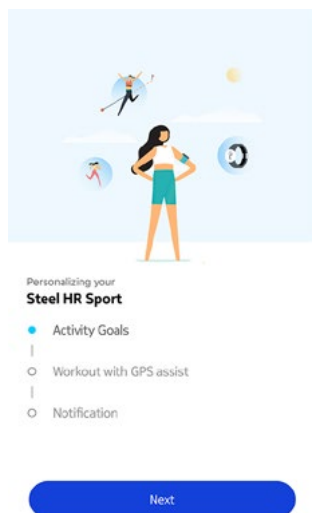 Personalizing your
Steel HR Sport
Activity Goals
Workout with GPS assist
Notification
Next